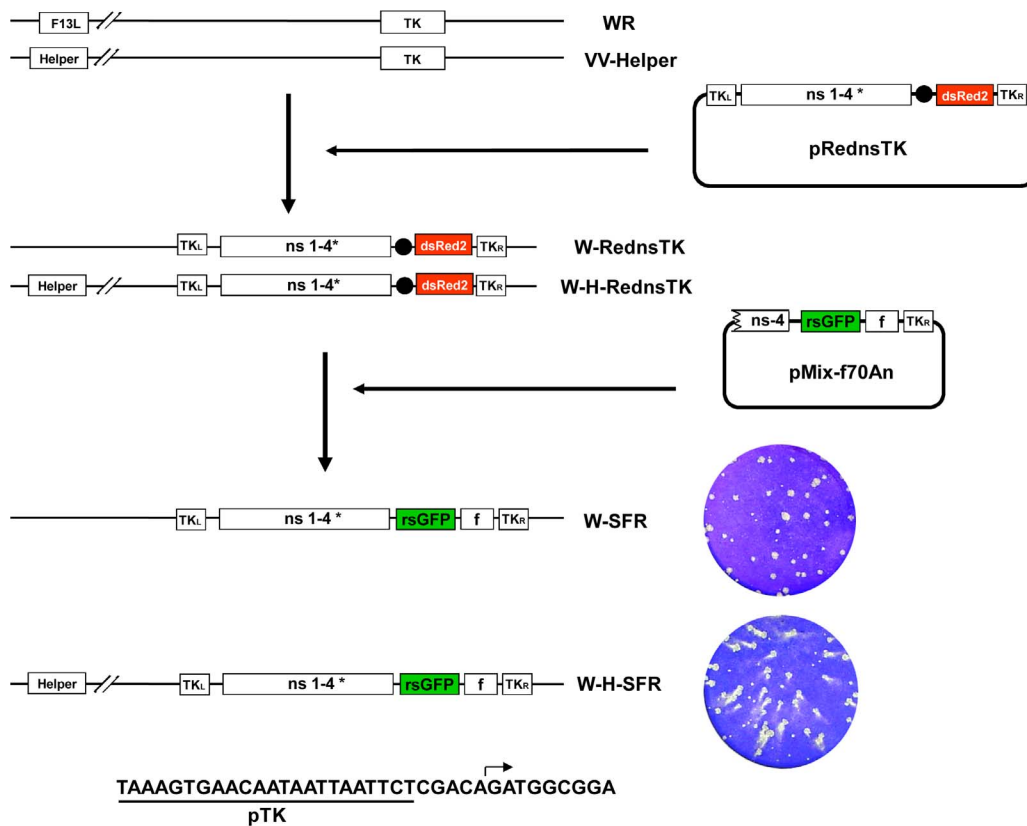 F13L TK WR
Helper TK VV-Helper
TKL ns 1-4 * dsRed2 TKR
pRednsTK
TKL ns 1-4* dsRed2 TKR W-RednsTK
Helper TKL ns 1-4* dsRed2 TKR W-H-RednsTK
ns-4 rsGFP f TKR
pMix-f70An
TKL ns 1-4 * rsGFP f TKR W-SFR
Helper TKL ns 1-4 * rsGFP f TKR W-H-SFR
TAAAGTGAACAATAATTAATTCTCGACAGATGGCGGA
pTK